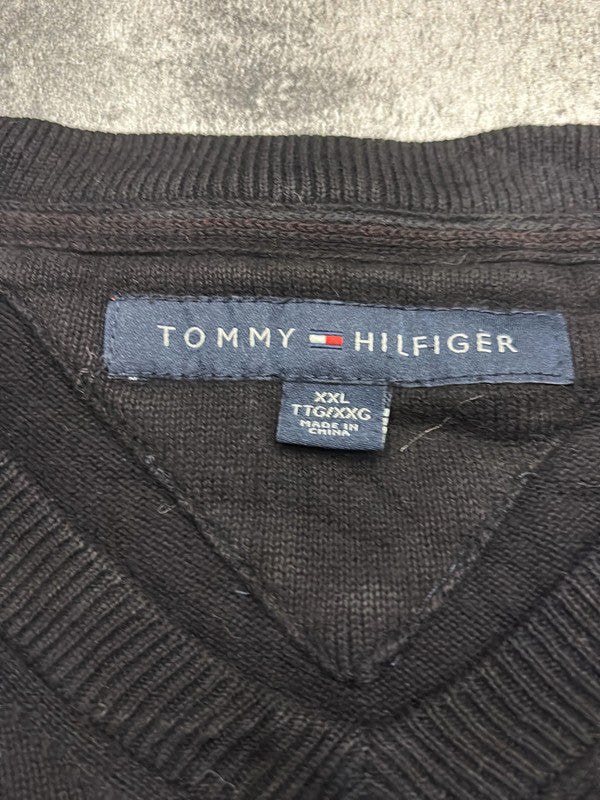 TOMMY HILFIGER
XXL
TTG/XXG
MADE IN
CHINA